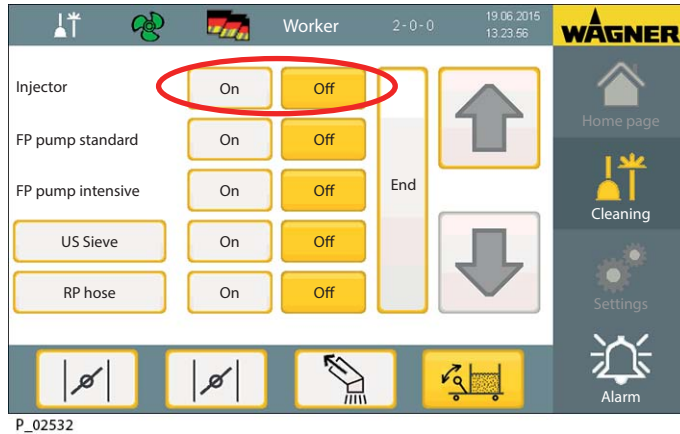 Worker
2-0-0
19.06.2015
13.23.56
WAGNER
Injector
On
Off
Home page
FP pump standard
On
Off
FP pump intensive
On
Off
End
Cleaning
US Sieve
On
Off
RP hose
On
Off
Settings
Alarm
P_02532